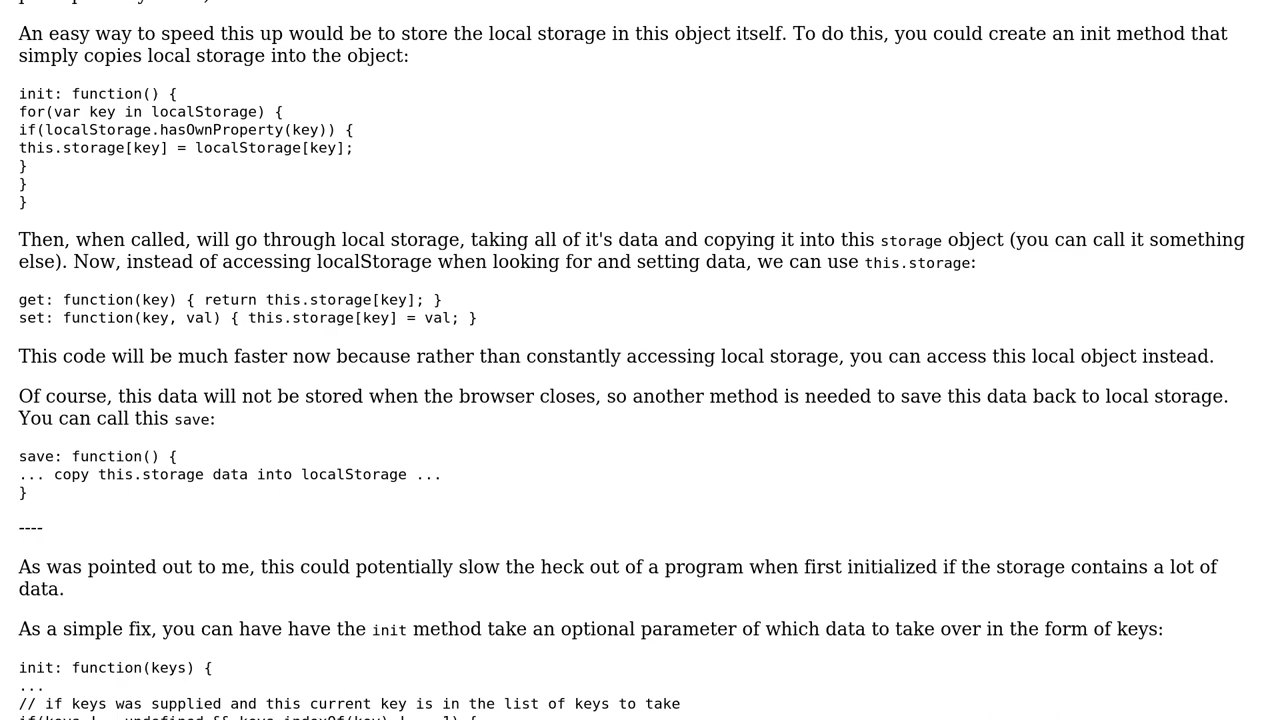 An easy way to speed this up would be to store the local storage in this object itself. To do this, you could create an init method that
simply copies local storage into the object:
init: function() {
for(var key in localStorage) {
if(localStorage.hasOwnProperty(key)) {
this.storage[key] = localStorage[key];
}
}
}
Then, when called, will go through local storage, taking all of it's data and copying it into this storage object (you can call it something
else). Now, instead of accessing localStorage when looking for and setting data, we can use this.storage:
get: function(key) { return this.storage[key]; }
set: function(key, val) { this.storage[key] = val; }
This code will be much faster now because rather than constantly accessing local storage, you can access this local object instead.
Of course, this data will not be stored when the browser closes, so another method is needed to save this data back to local storage.
You can call this save:
save: function() {
... copy this.storage data into localStorage ...
}
----
As was pointed out to me, this could potentially slow the heck out of a program when first initialized if the storage contains a lot of
data.
As a simple fix, you can have have the init method take an optional parameter of which data to take over in the form of keys:
init: function(keys) {
...
// if keys was supplied and this current key is in the list of keys to take